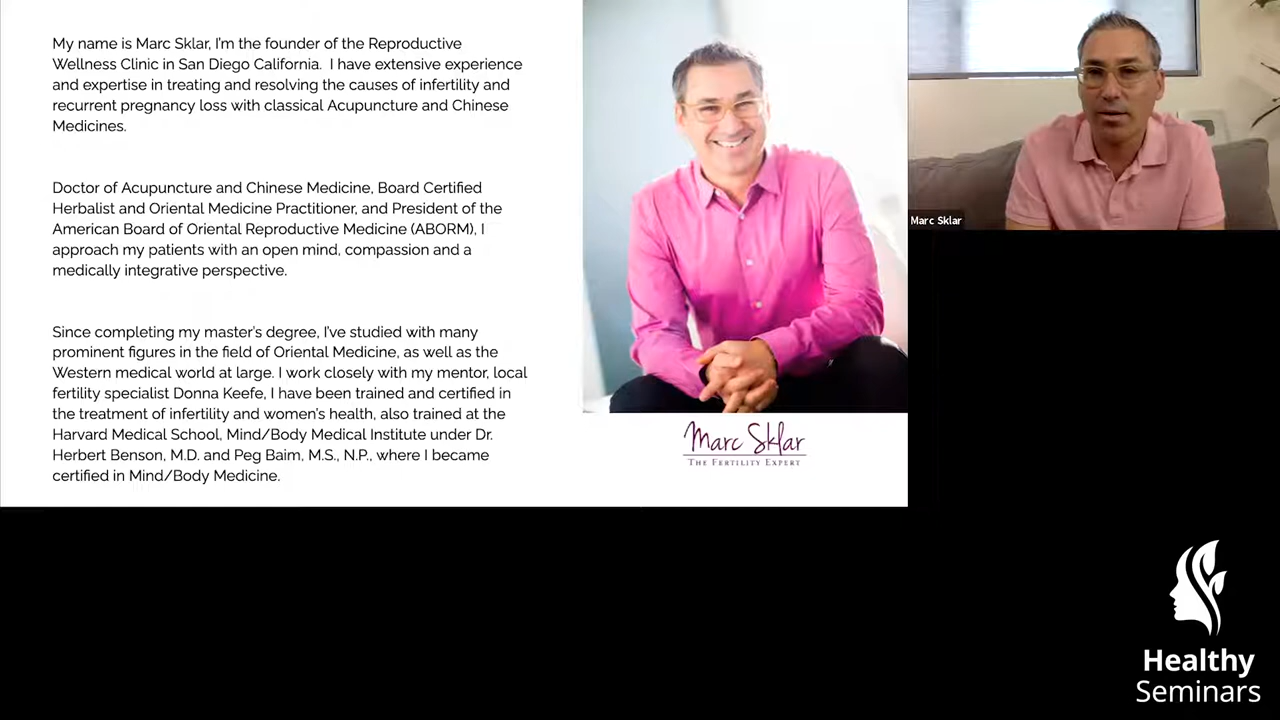 My name is Marc Sklar, I'm the founder of the Reproductive
Wellness Clinic in San Diego California.  I have extensive experience
and expertise in treating and resolving the causes of infertility and
recurrent pregnancy loss with classical Acupuncture and Chinese
Medicines.
Doctor of Acupuncture and Chinese Medicine, Board Certified
Herbalist and Oriental Medicine Practitioner, and President of the
American Board of Oriental Reproductive Medicine (ABORM), I
approach my patients with an open mind, compassion and a
medically integrative perspective.
Since completing my master's degree, I've studied with many
prominent figures in the field of Oriental Medicine, as well as the
Western medical world at large. I work closely with my mentor, local
fertility specialist Donna Keefe, I have been trained and certified in
the treatment of infertility and women's health, also trained at the
Harvard Medical School, Mind/Body Medical Institute under Dr.
Herbert Benson, M.D. and Peg Baim, M.S., N.P., where I became
certified in Mind/Body Medicine.
Marc Sklar
The Fertility Expert
Marc Sklar
Healthy
Seminars